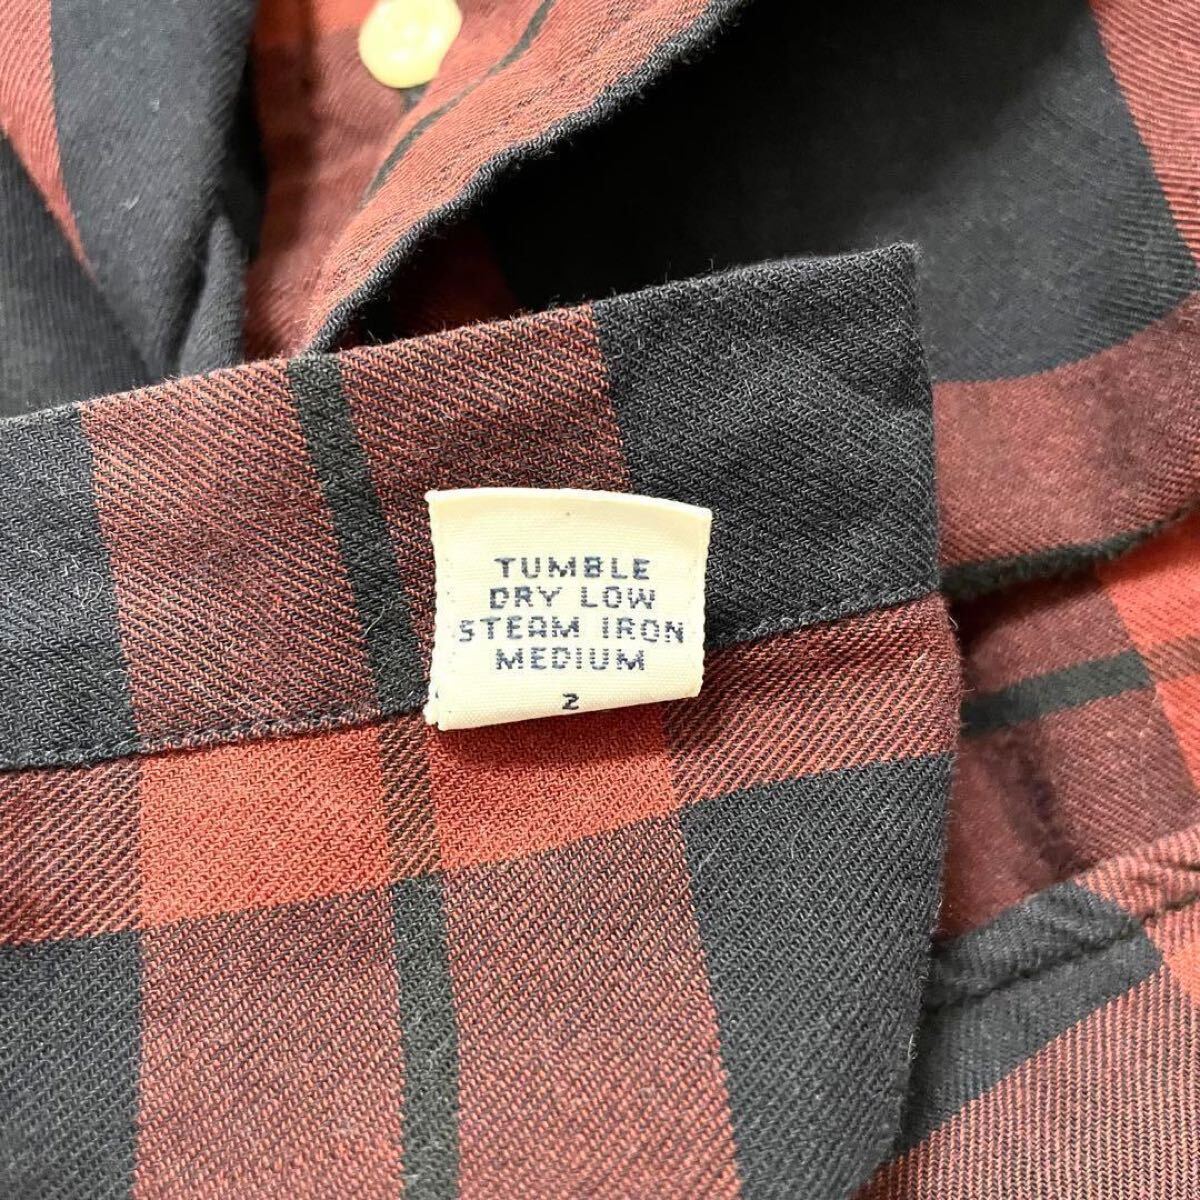 TUMBLE
DRY LOW
STEAM IRON
MEDIUM
2